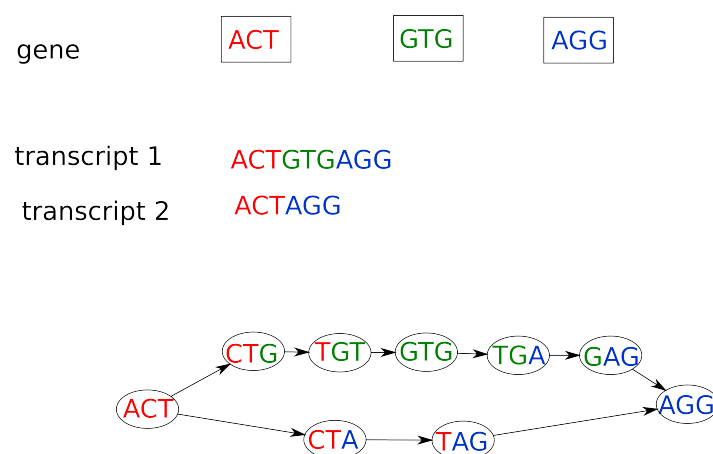 gene ACT GTG AGG
transcript 1 ACTGTGAGG
transcript 2 ACTAGG
CTG TGT GTG TGA GAG
ACT AGG
CTA TAG